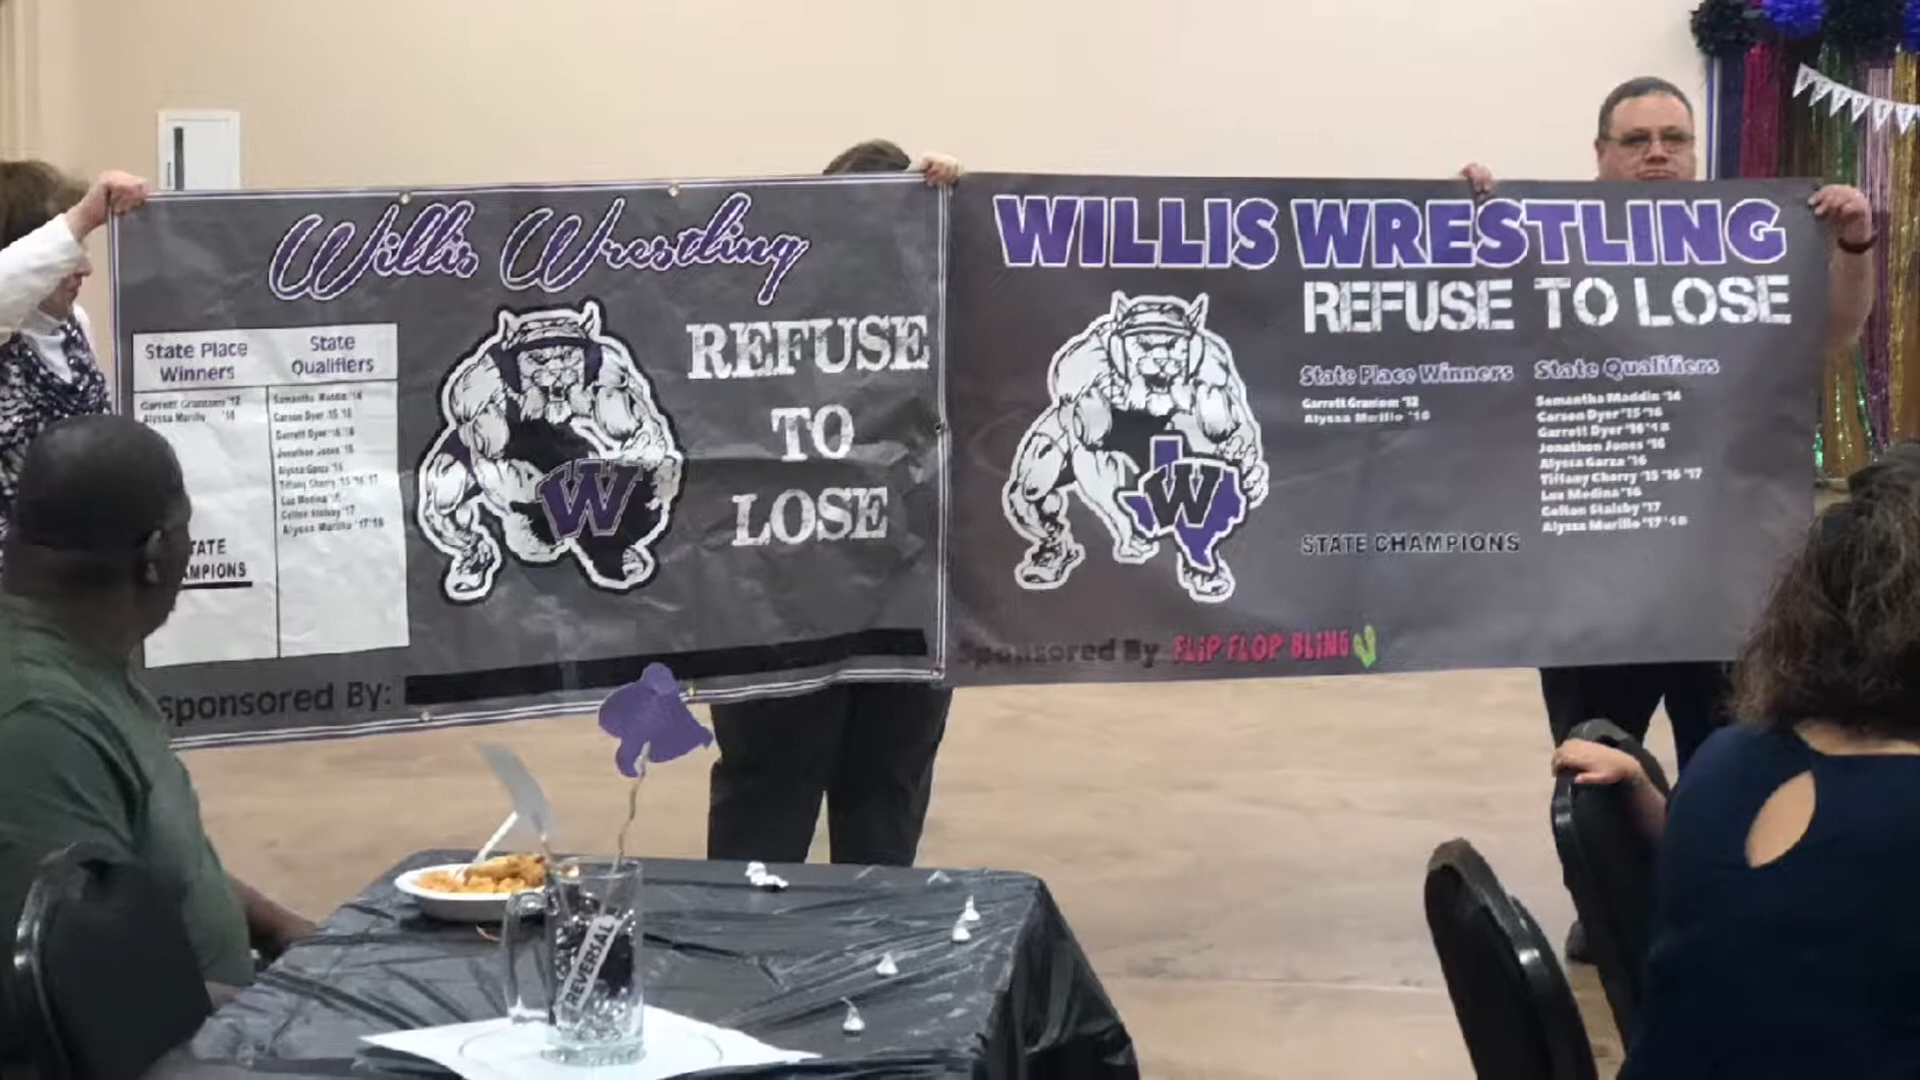 Willis Wrestling
State Place
Winners
State
Qualifiers
Garrett Grantom '12
Alyssa Murillo '18
Samantha Maddin '14
Carson Dyer '15 '16
Garrett Dyer '16 '18
Jonathon Jones '16
Alyssa Garza '16
Tiffany Cherry '15 '16 '17
Luz Medina '16
Colton Stalsby '17
Alyssa Murillo '17 '18
TATE
MPIONS
W
REFUSE
TO
LOSE
Sponsored By:
WILLIS WRESTLING
REFUSE TO LOSE
State Place Winners
Garrett Grantom '12
Alyssa Murillo '18
State Qualifiers
Samantha Maddin '14
Carson Dyer '15 '16
Garrett Dyer '16 '18
Jonathon Jones '16
Alyssa Garza '16
Tiffany Cherry '15 '16 '17
Luz Medina '16
Colton Stalsby '17
Alyssa Murillo '17 '18
STATE CHAMPIONS
W
Sponsored By FLIP FLOP BLING
REVERSAL